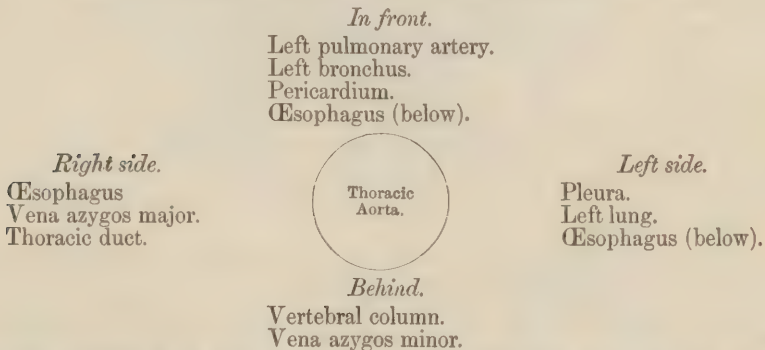 In front.
Left pulmonary artery.
Left bronchus.
Pericardium.
Œsophagus (below).
Right side.
Œsophagus
Vena azygos major.
Thoracic duct.
Thoracic
Aorta.
Left side.
Pleura.
Left lung.
Œsophagus (below).
Behind.
Vertebral column.
Vena azygos minor.